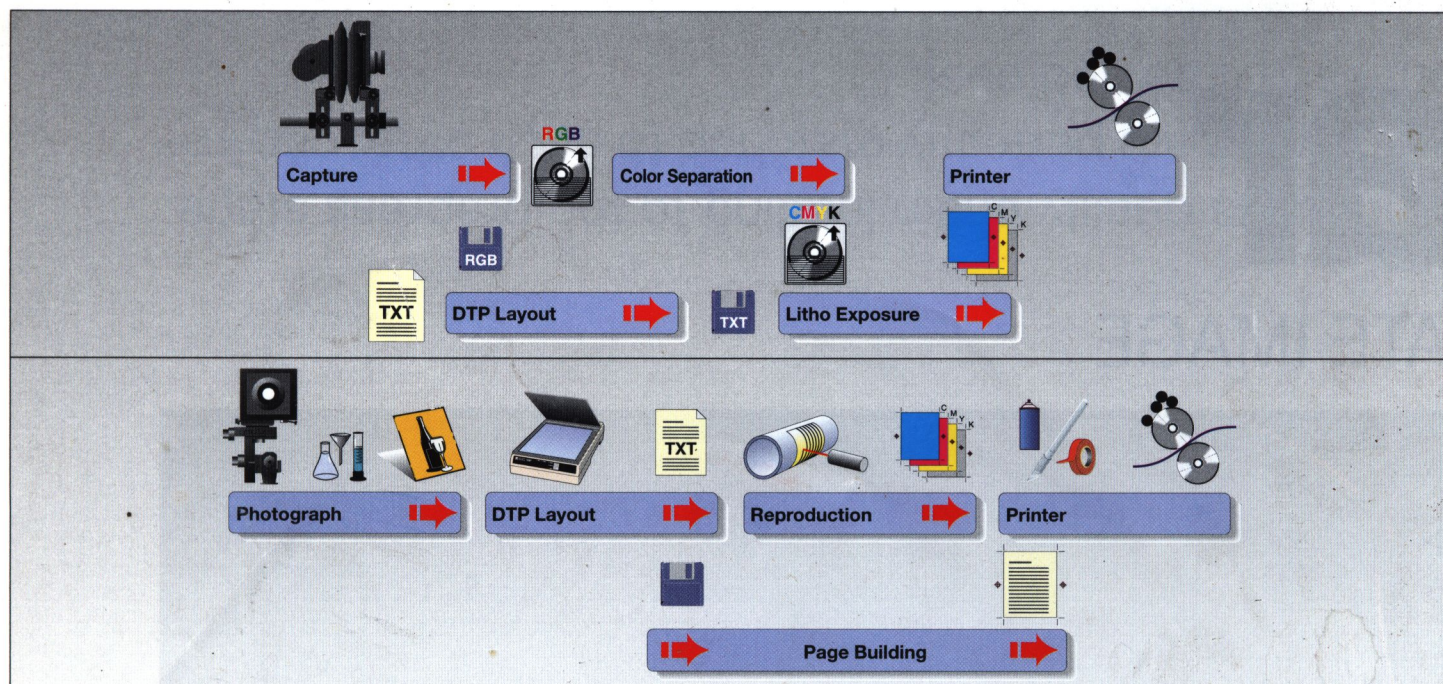 RGB
Capture
Color Separation
Printer
CMYK
C
M
Y
K
RGB
TXT
DTP Layout
TXT
Litho Exposure
TXT
C
M
Y
K
Photograph
DTP Layout
Reproduction
Printer
Page Building